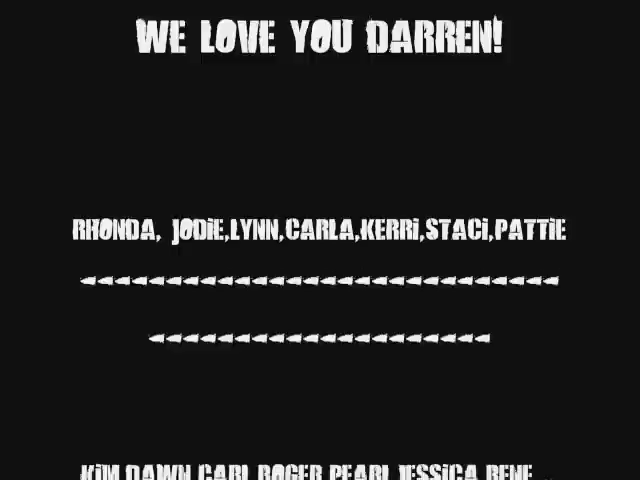 WE LOVE YOU DARREN!
RHONDA, JODiE,LYNN,CARLA,KERRi,STACi,PATTiE
KiM DAWN CARL ROGER PEARL JESSiCA RENE